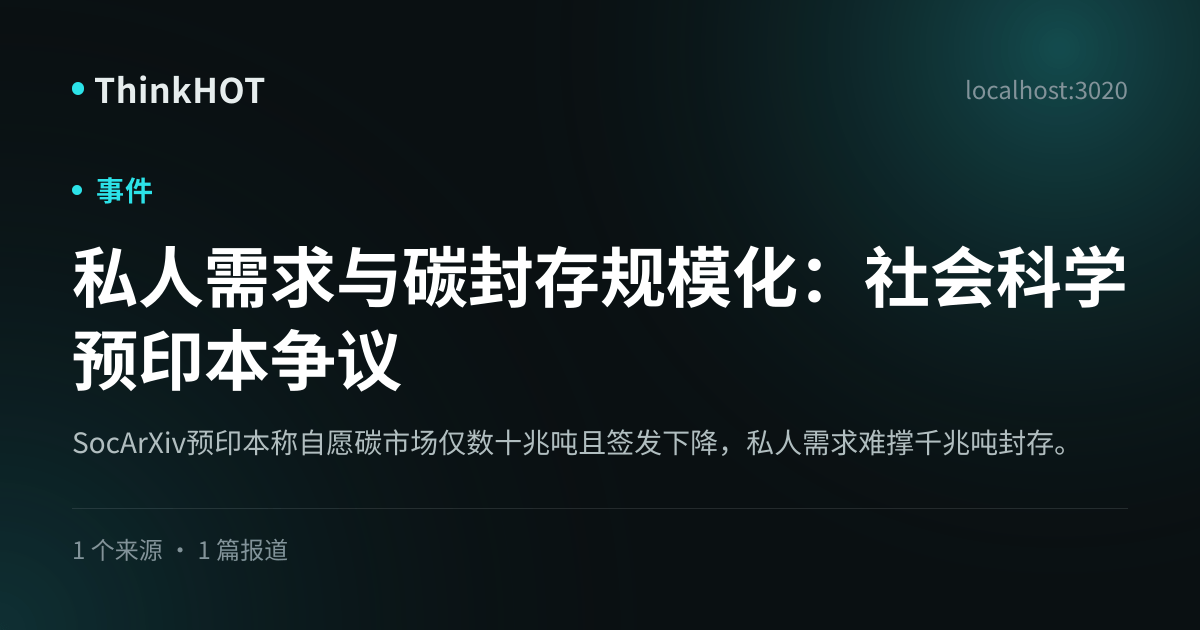 ThinkHOT
localhost:3020
事件
私人需求与碳封存规模化：社会科学
预印本争议
SocArXiv预印本称自愿碳市场仅数十兆吨且签发下降，私人需求难撑千兆吨封存。
1 个来源 · 1 篇报道